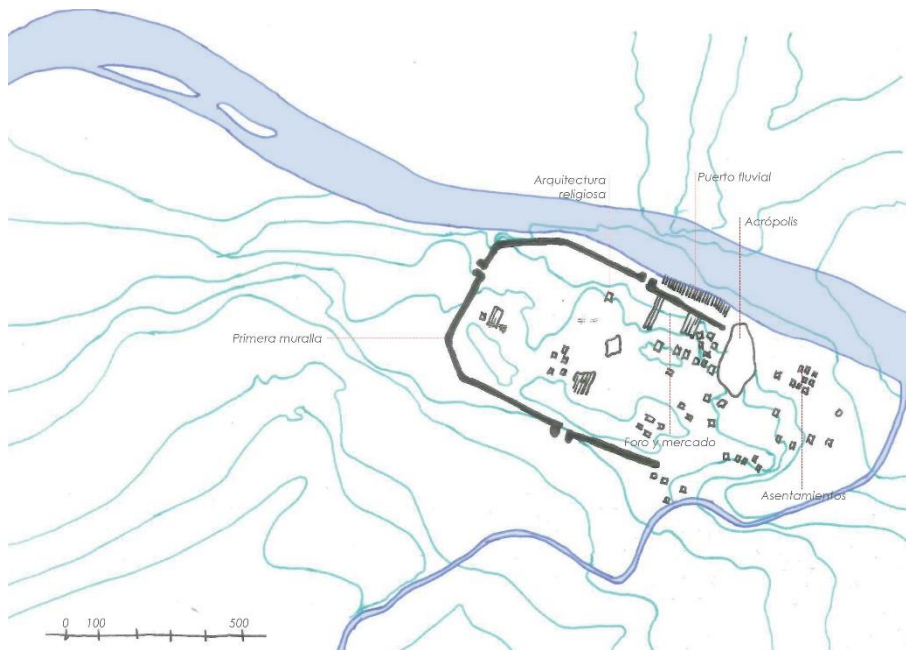 Arquitectura
religiosa
Puerto fluvial
Acrópolis
Primera muralla
Foro y mercado
Asentamientos
0 100 500